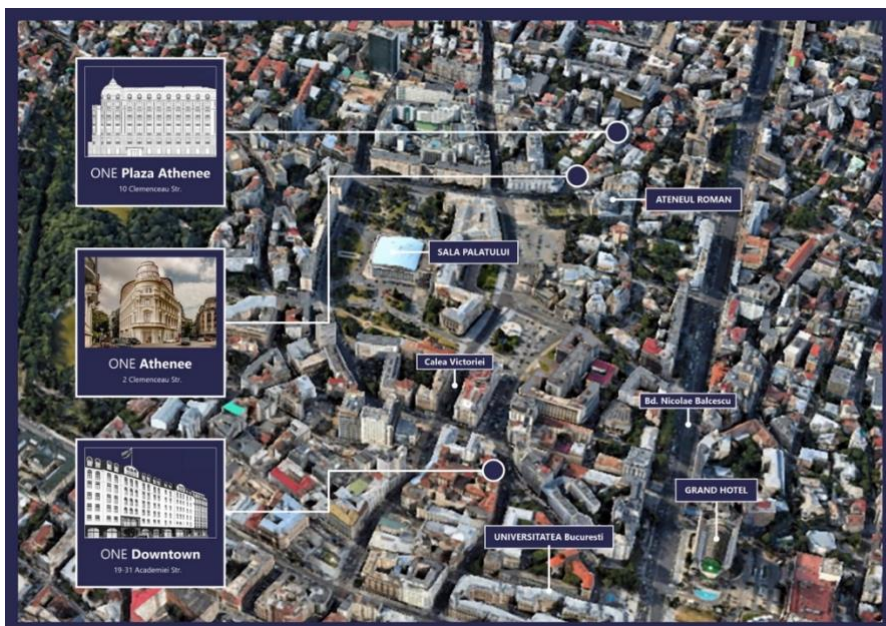 ONE Plaza Athenee
10 Clemenceau Str.
ATENEUL ROMAN
SALA PALATULUI
ONE Athenee
2 Clemenceau Str.
Calea Victoriei
Bd. Nicolae Balcescu
GRAND HOTEL
UNIVERSITATEA Bucuresti
ONE Downtown
19-31 Academiei Str.